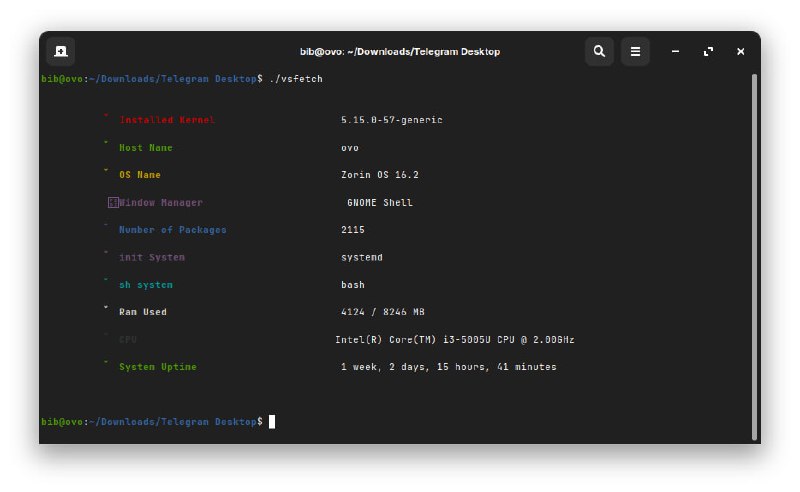 bib@ovo: ~/Downloads/Telegram Desktop
bib@ovo:~/Downloads/Telegram Desktop$ ./vsfetch
Installed Kernel 5.15.0-57-generic
Host Name ovo
OS Name Zorin OS 16.2
Window Manager GNOME Shell
Number of Packages 2115
init System systemd
sh system bash
Ram Used 4124 / 8246 MB
CPU Intel(R) Core(TM) i3-5005U CPU @ 2.00GHz
System Uptime 1 week, 2 days, 15 hours, 41 minutes
bib@ovo:~/Downloads/Telegram Desktop$